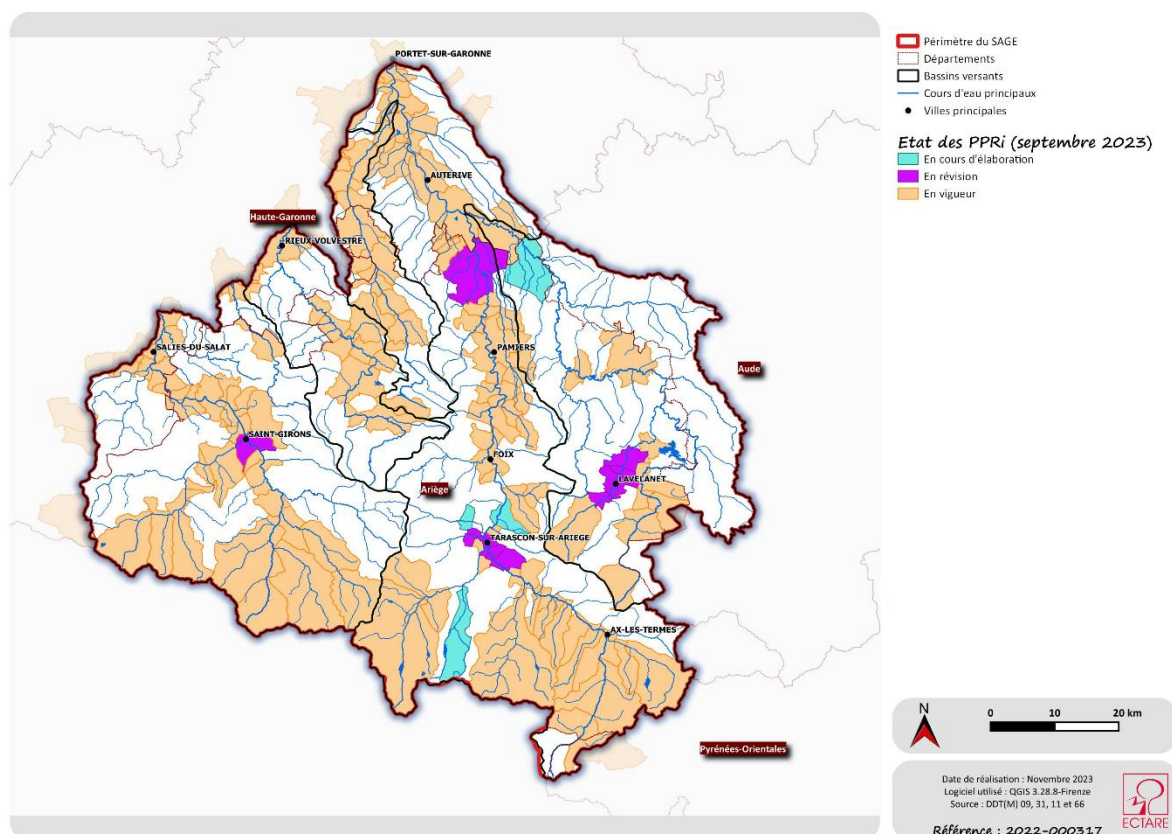 PORTET-SUR-GARONNE
AUTERIVE
Haute-Garonne
RIEUX-VOLVESTRE
SALIES-DU-SALAT
PAMIERS
Aude
SAINT-GIRONS
FOIX
Ariège
LAVELANET
TARASCON-SUR-ARIEGE
AX-LES-TERMES
Pyrénées-Orientales
Périmètre du SAGE
Départements
Bassins versants
Cours d'eau principaux
Villes principales
Etat des PPRi (septembre 2023)
En cours d'élaboration
En révision
En vigueur
N
0 10 20 km
Date de réalisation : Novembre 2023
Logiciel utilisé : QGIS 3.28.8-Firenze
Source : DDT(M) 09, 31, 11 et 66
Référence : 2022-000317
ECTARE